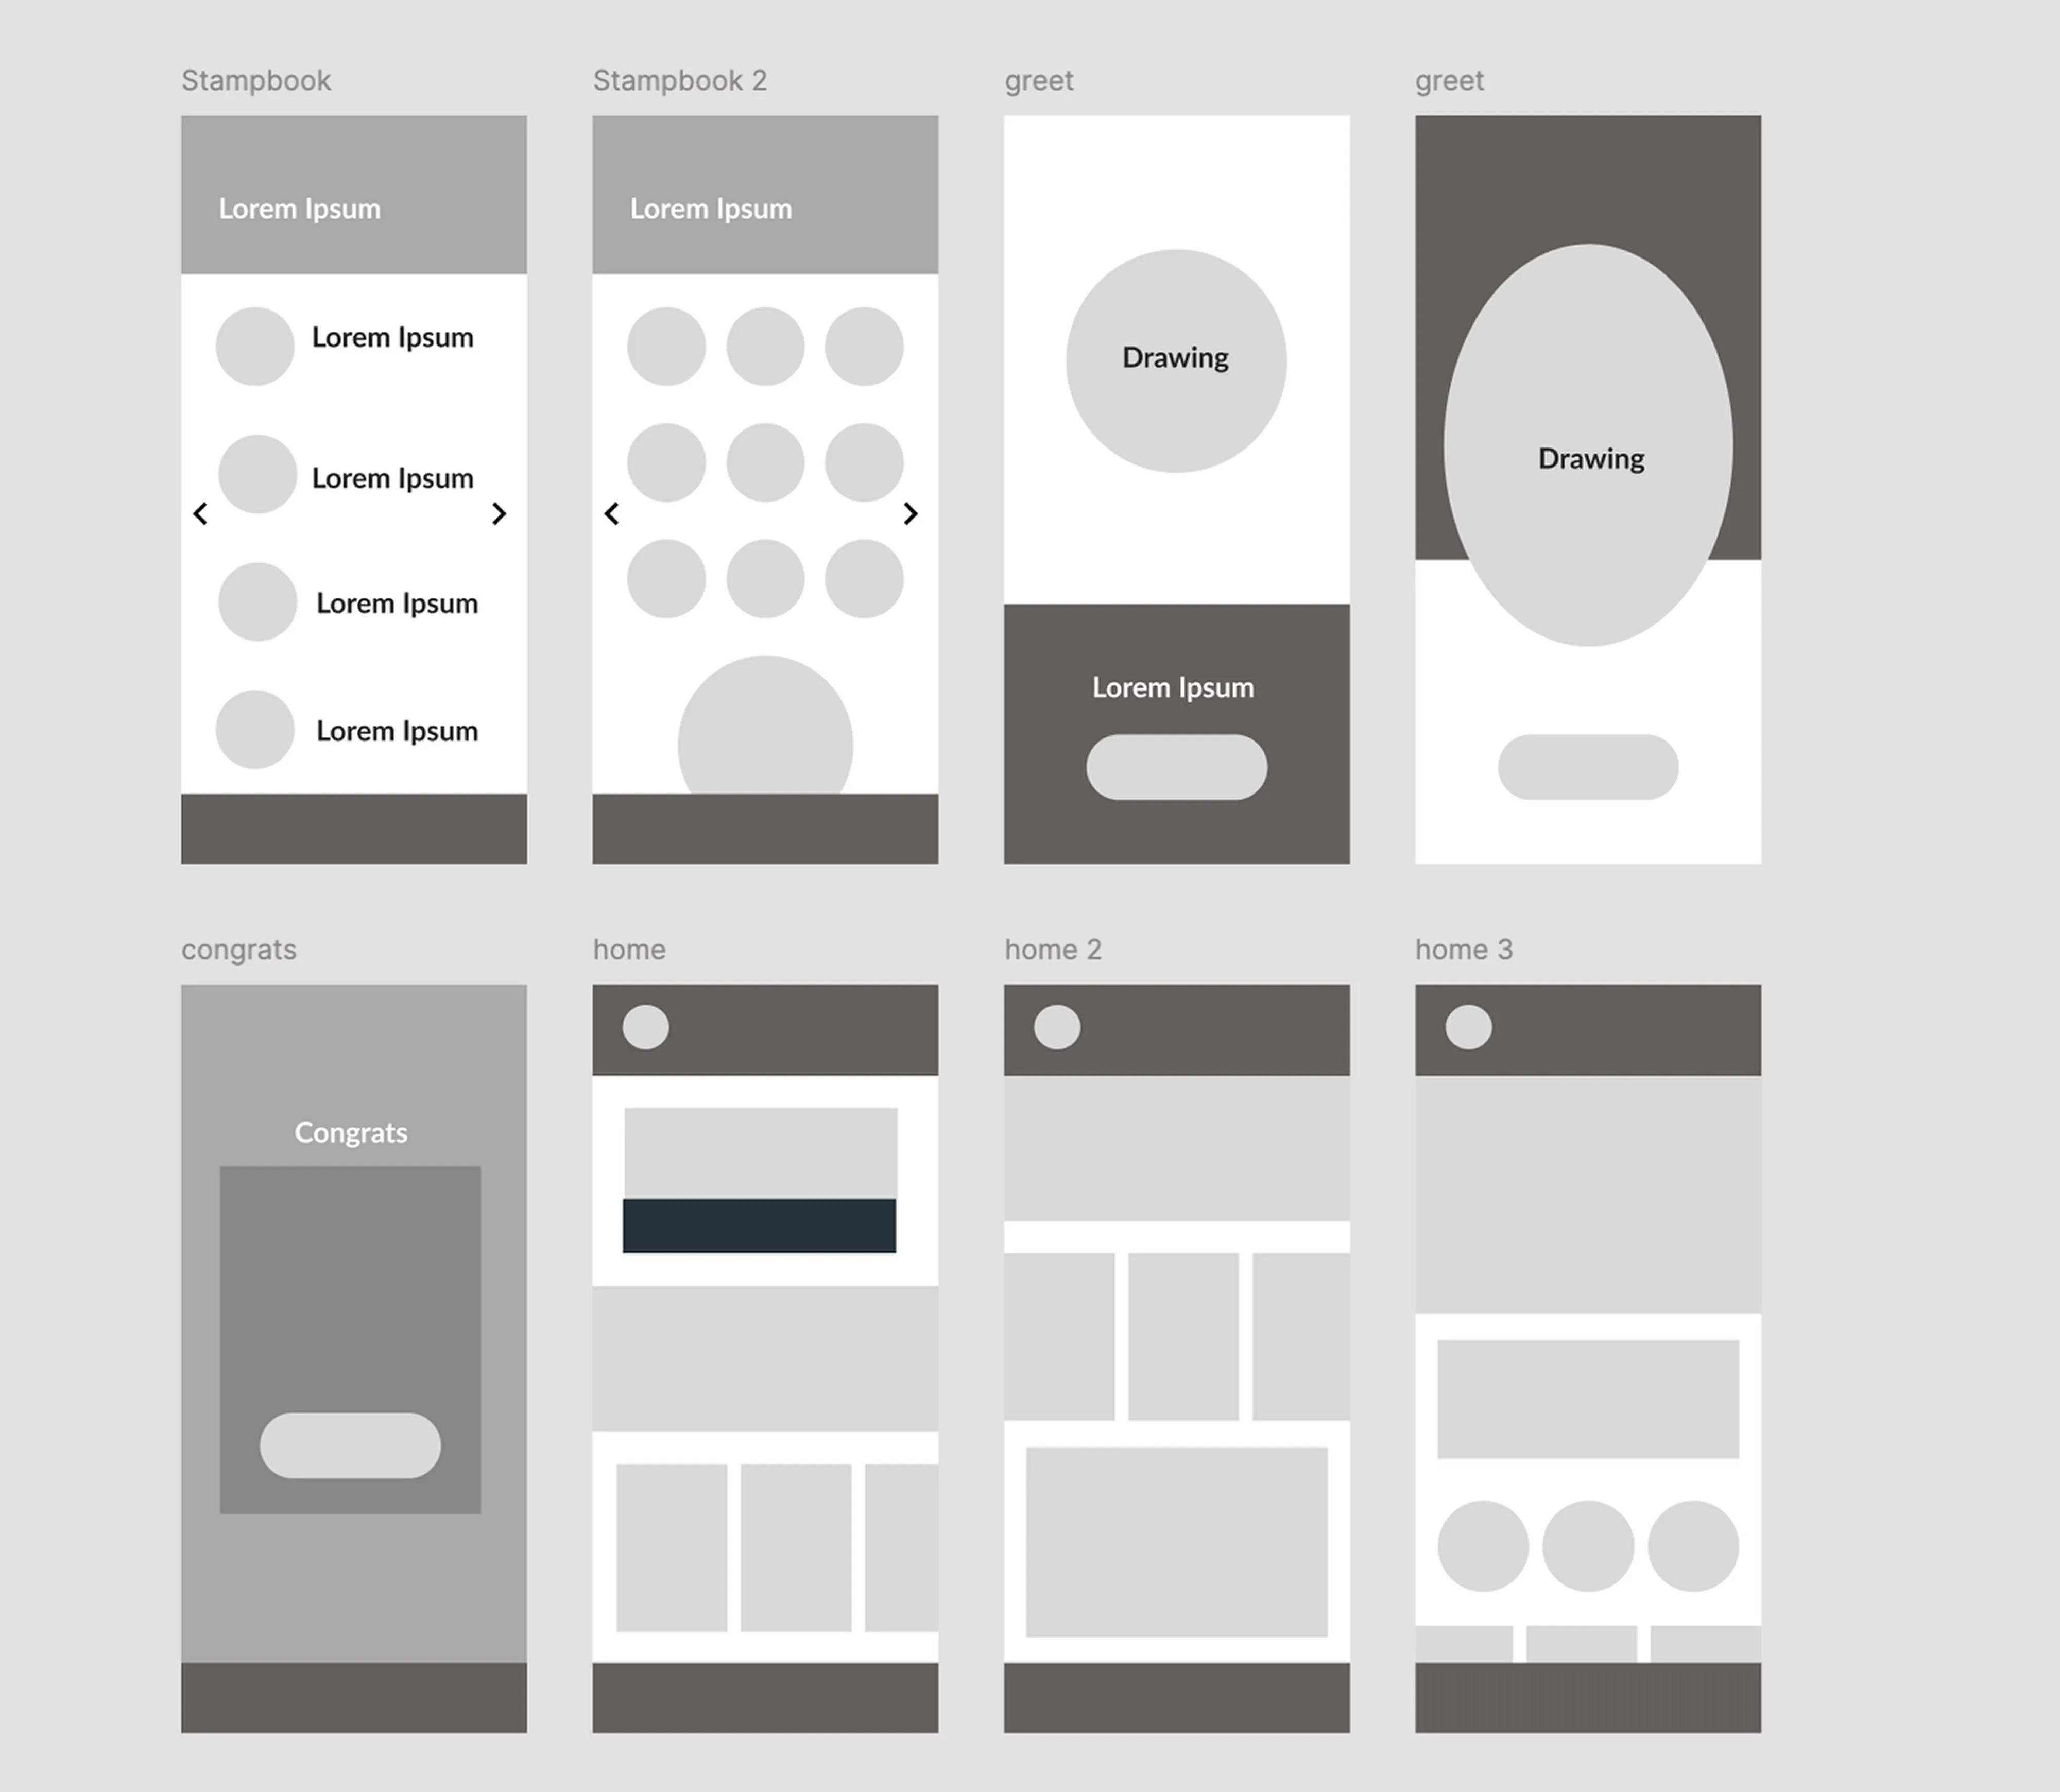 Stampbook
Stampbook 2
greet
greet
Lorem Ipsum
Lorem Ipsum
Lorem Ipsum
Lorem Ipsum
Lorem Ipsum
Lorem Ipsum
Drawing
Lorem Ipsum
Drawing
congrats
home
home 2
home 3
Congrats